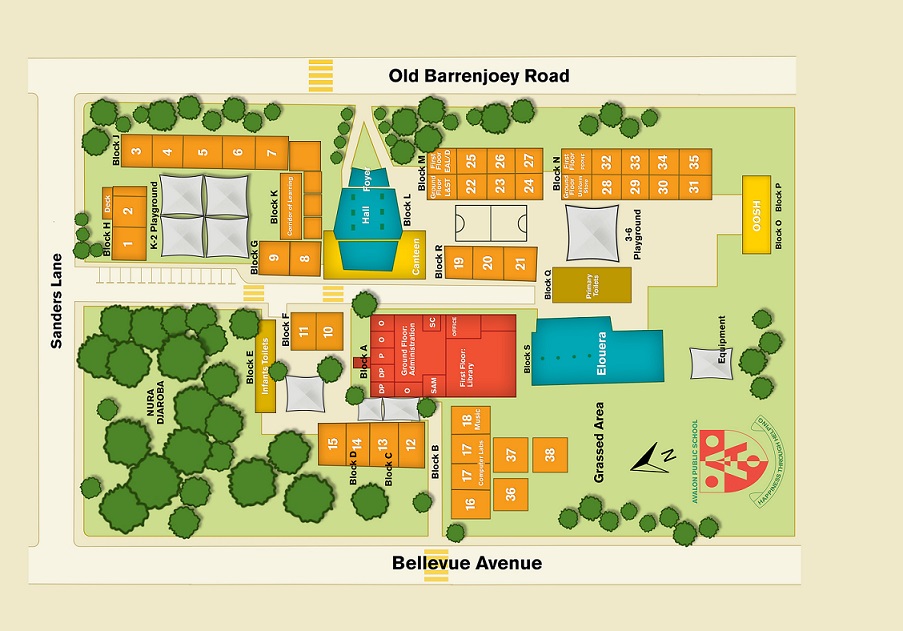 Old Barrenjoey Road
Sanders Lane
Bellevue Avenue
Block J
3
4
5
6
7
Block H
Deck
1
2
K-2 Playground
Block K
Corridor of Learning
Block G
9
8
Foyer
Hall
Canteen
Block L
Block M
First Floor
EAL/D
25
26
27
Ground Floor
L&ST
22
23
24
Block N
First Floor
32
33
34
35
Ground Floor
Uniform Shop
28
29
30
31
3-6 Playground
Block R
19
20
21
Block Q
Primary Toilets
OOSH
Block O
Block P
NURA DJAROBA
Block E
Infants Toilets
Block F
11
10
Block A
O
O
P
DP
DP
O
Ground Floor: Administration
SC
SAM
OFFICE
First Floor: Library
Block S
Elouera
Equipment
15
14
13
12
Block D
Block C
Block B
18
Music
17
17
Computer Labs
16
37
38
36
Grassed Area
N
AVALON PUBLIC SCHOOL
HAPPINESS THROUGH HELPING